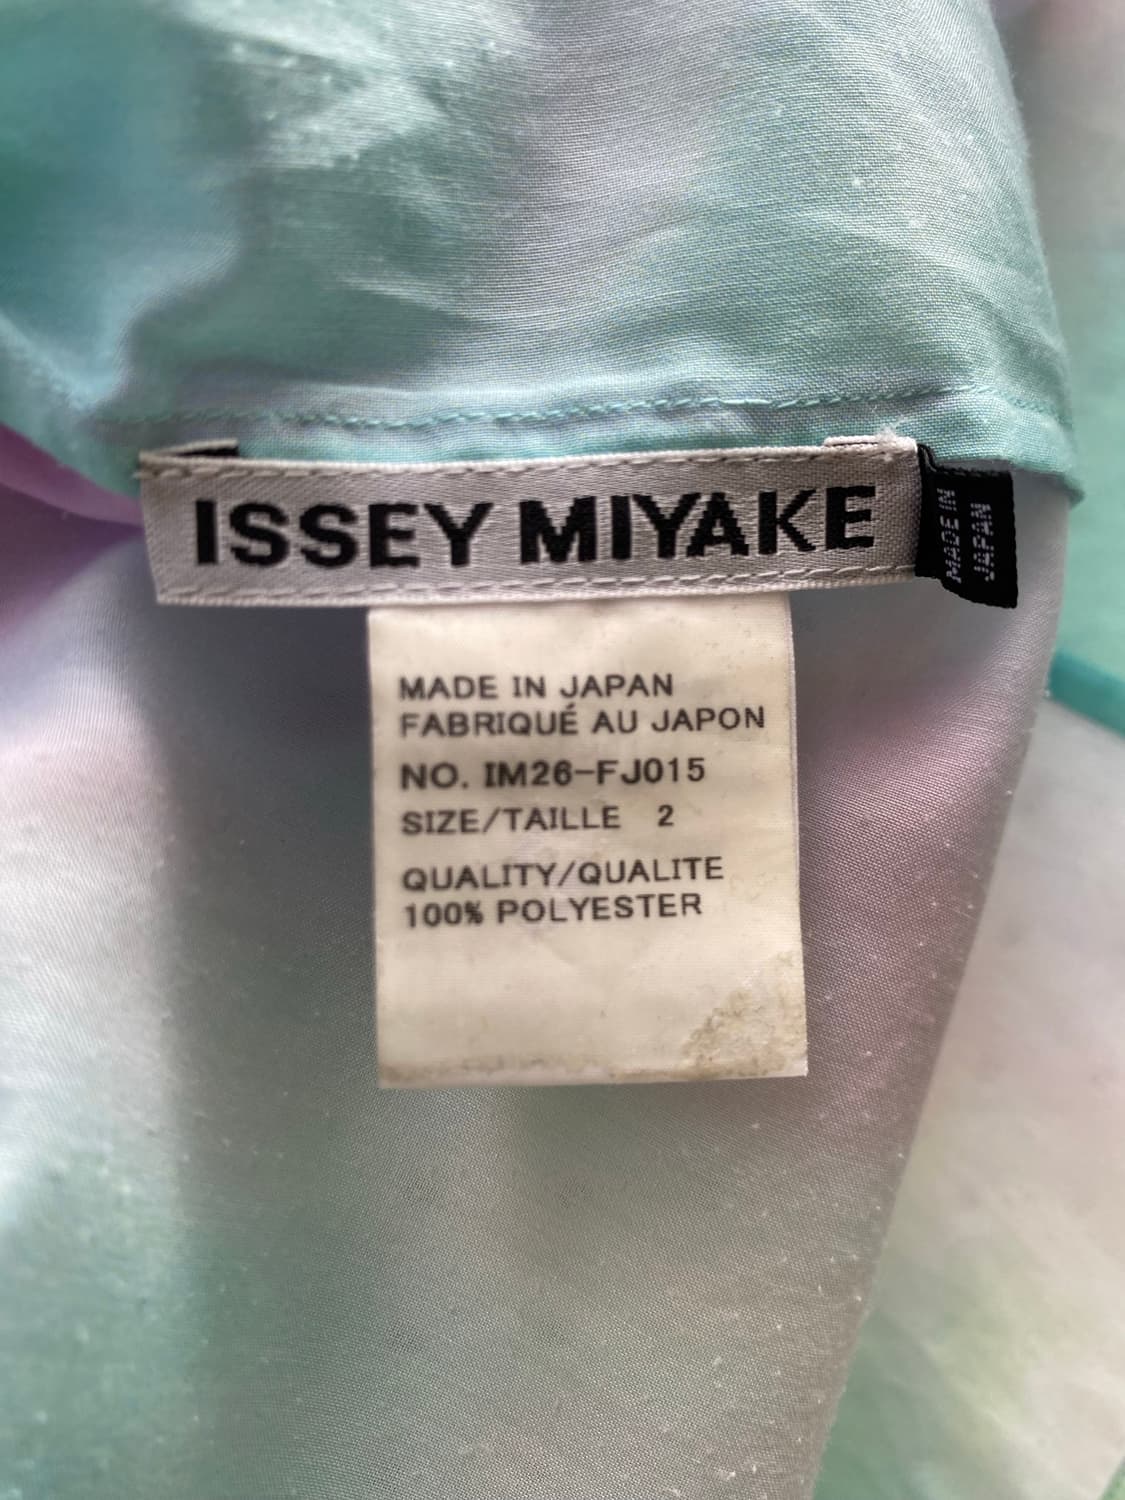 ISSEY MIYAKE
MADE IN
JAPAN
MADE IN JAPAN
FABRIQUÉ AU JAPON
NO. IM26-FJ015
SIZE/TAILLE 2
QUALITY/QUALITE
100% POLYESTER